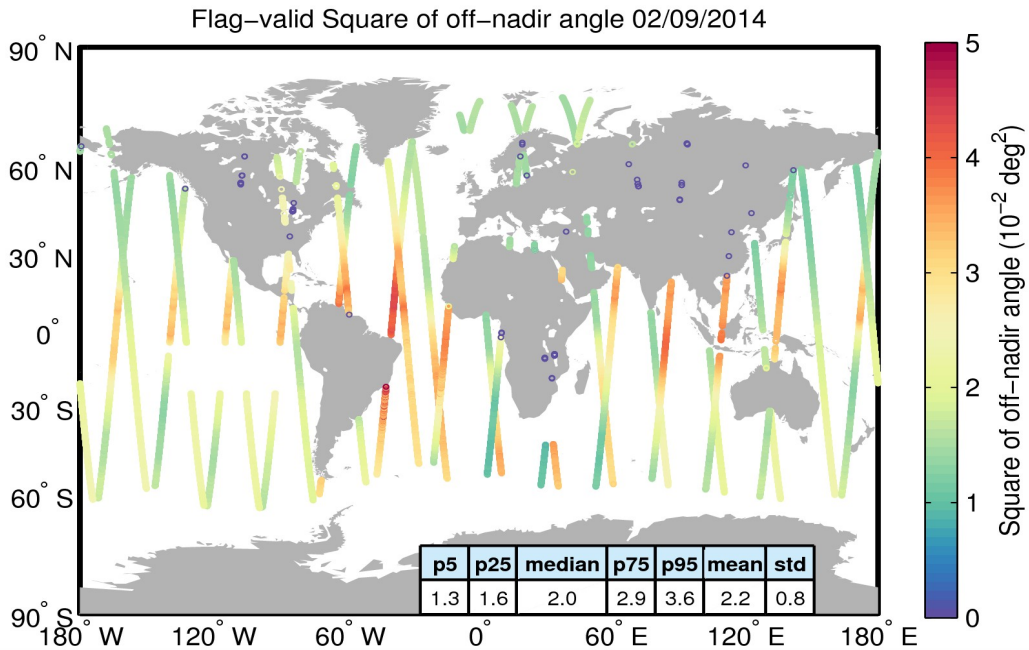 Flag−valid Square of off−nadir angle 02/09/2014
90° N
60° N
30° N
0°
30° S
60° S
90° S
180° W
120° W
60° W
0°
60° E
120° E
180° E
p5 p25 median p75 p95 mean std
1.3 1.6 2.0 2.9 3.6 2.2 0.8
5
4
3
2
1
0
Square of off−nadir angle (10⁻² deg²)